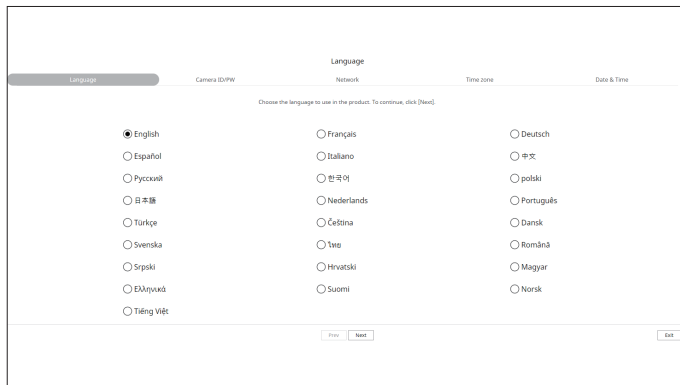 Language
Language Camera ID/PW Network Time zone Date & Time
Choose the language to use in the product. To continue, click [Next].
English Français Deutsch
Español Italiano 中文
Русский 한국어 polski
日本語 Nederlands Português
Türkçe Čeština Dansk
Svenska ไทย Română
Srpski Hrvatski Magyar
Ελληνικά Suomi Norsk
Tiếng Việt
Prev Next Exit